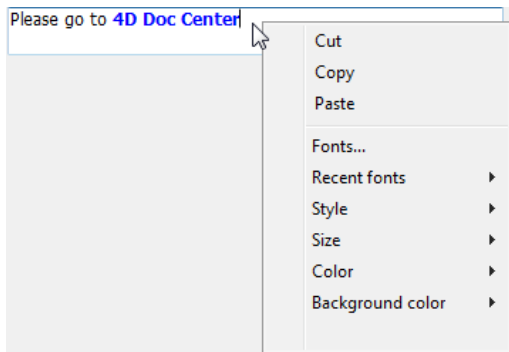 Please go to 4D Doc Center
Cut
Copy
Paste
Fonts...
Recent fonts
Style
Size
Color
Background color